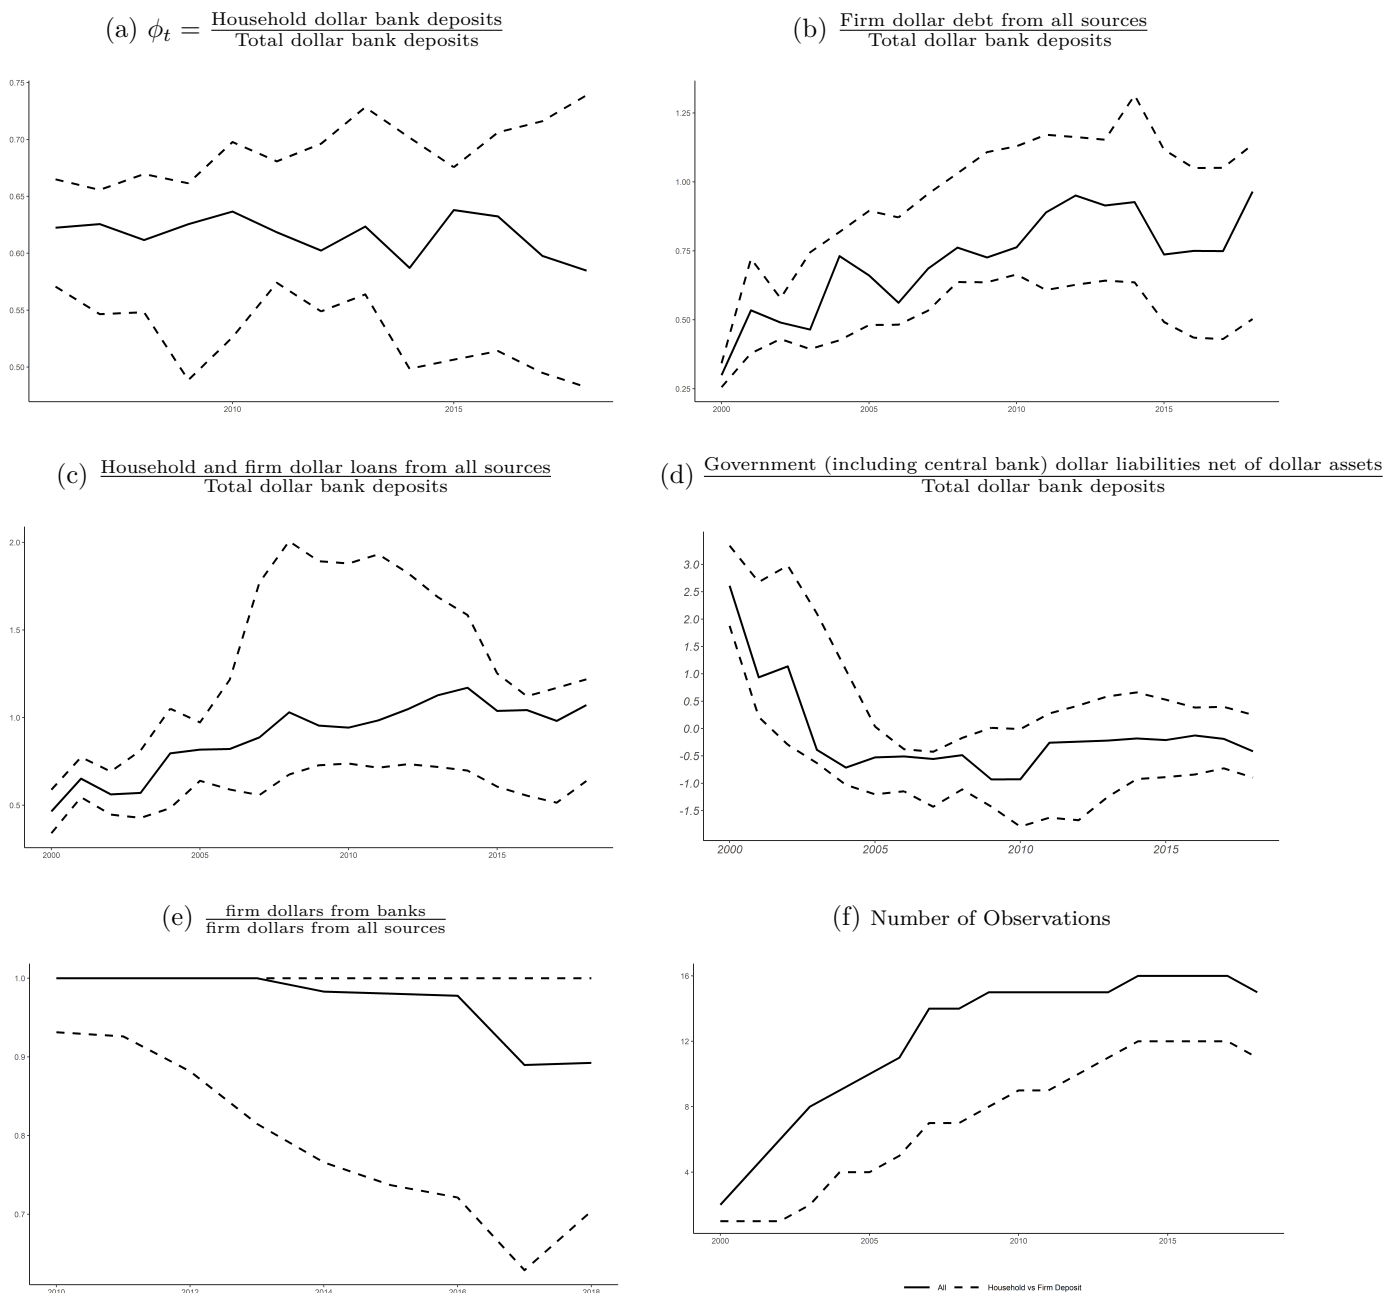 (a) ϕt = Household dollar bank deposits / Total dollar bank deposits
0.75
0.70
0.65
0.60
0.55
0.50
2010 2015
(b) Firm dollar debt from all sources / Total dollar bank deposits
1.25
1.00
0.75
0.50
0.25
2000 2005 2010 2015
(c) Household and firm dollar loans from all sources / Total dollar bank deposits
2.0
1.5
1.0
0.5
2000 2005 2010 2015
(d) Government (including central bank) dollar liabilities net of dollar assets / Total dollar bank deposits
3.0
2.5
2.0
1.5
1.0
0.5
0.0
-0.5
-1.0
-1.5
2000 2005 2010 2015
(e) firm dollars from banks / firm dollars from all sources
1.0
0.9
0.8
0.7
2010 2012 2014 2016 2018
(f) Number of Observations
16
12
8
4
2000 2005 2010 2015
All Household vs Firm Deposit